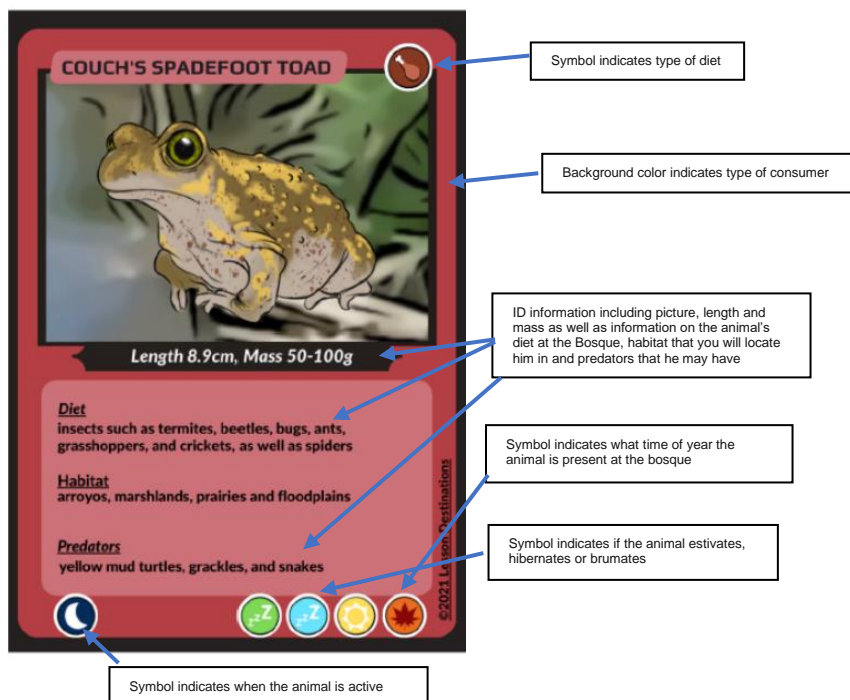 COUCH'S SPADEFOOT TOAD
Symbol indicates type of diet
Background color indicates type of consumer
ID information including picture, length and
mass as well as information on the animal's
diet at the Bosque, habitat that you will locate
him in and predators that he may have
Length 8.9cm, Mass 50-100g
Diet
insects such as termites, beetles, bugs, ants,
grasshoppers, and crickets, as well as spiders
Habitat
arroyos, marshlands, prairies and floodplains
Predators
yellow mud turtles, grackles, and snakes
©2021 Lesson Destinations
Symbol indicates what time of year the
animal is present at the bosque
Symbol indicates if the animal estivates,
hibernates or brumates
zzZ
zzZ
Symbol indicates when the animal is active